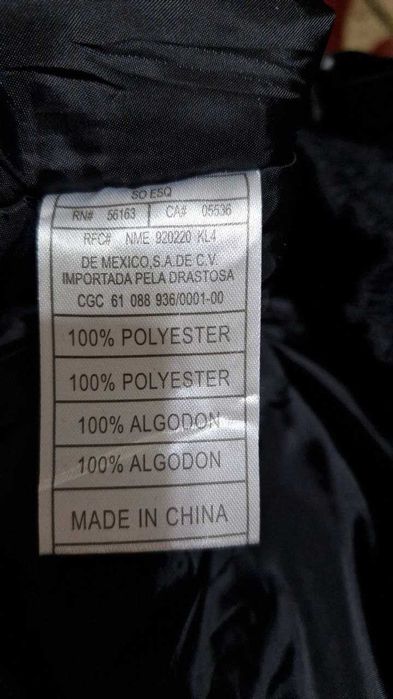 SO ESQ
RN# 56163 CA# 05536
RFC# NME 920220 KL4
DE MEXICO,S.A.DE C.V.
IMPORTADA PELA DRASTOSA
CGC 61 088 936/0001-00
100% POLYESTER
100% POLYESTER
100% ALGODON
100% ALGODON
MADE IN CHINA